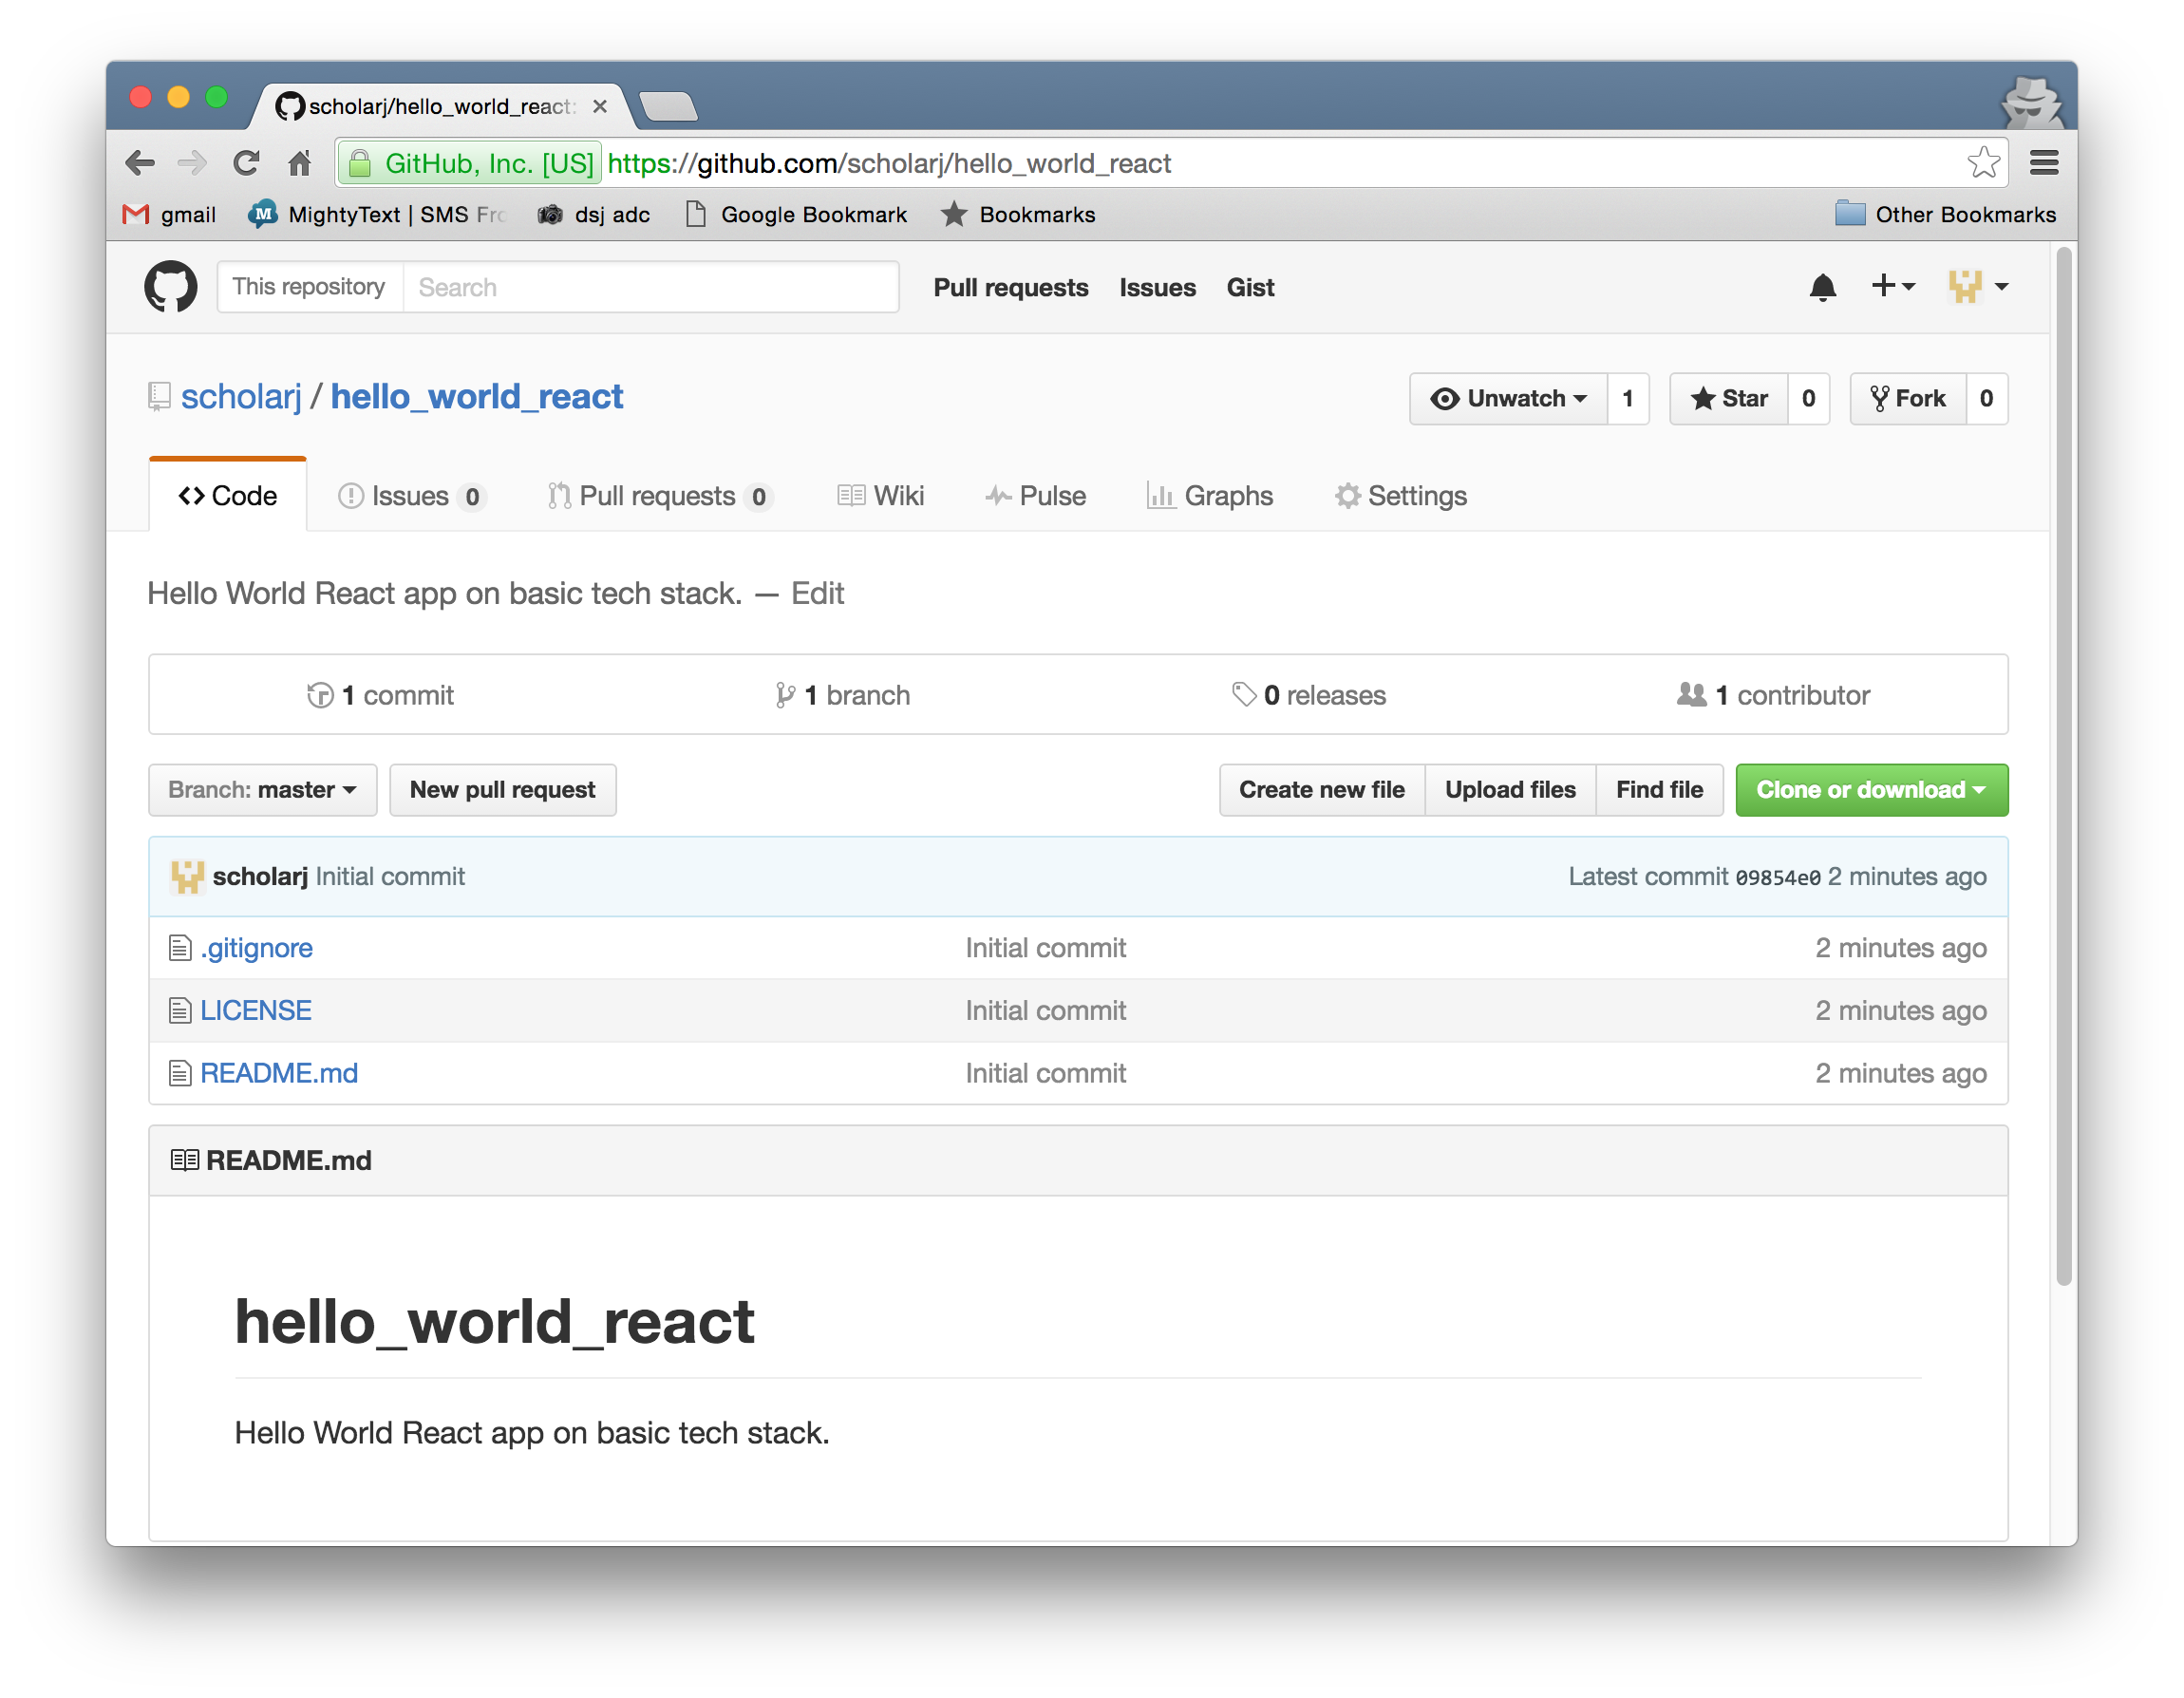 scholarj/hello_world_react:
GitHub, Inc. [US] https://github.com/scholarj/hello_world_react
gmail MightyText | SMS Fro dsj adc Google Bookmark Bookmarks Other Bookmarks
This repository Search Pull requests Issues Gist
scholarj / hello_world_react Unwatch 1 Star 0 Fork 0
Code Issues 0 Pull requests 0 Wiki Pulse Graphs Settings
Hello World React app on basic tech stack. — Edit
1 commit 1 branch 0 releases 1 contributor
Branch: master New pull request Create new file Upload files Find file Clone or download
scholarj Initial commit Latest commit 09854e0 2 minutes ago
.gitignore Initial commit 2 minutes ago
LICENSE Initial commit 2 minutes ago
README.md Initial commit 2 minutes ago
README.md
hello_world_react
Hello World React app on basic tech stack.